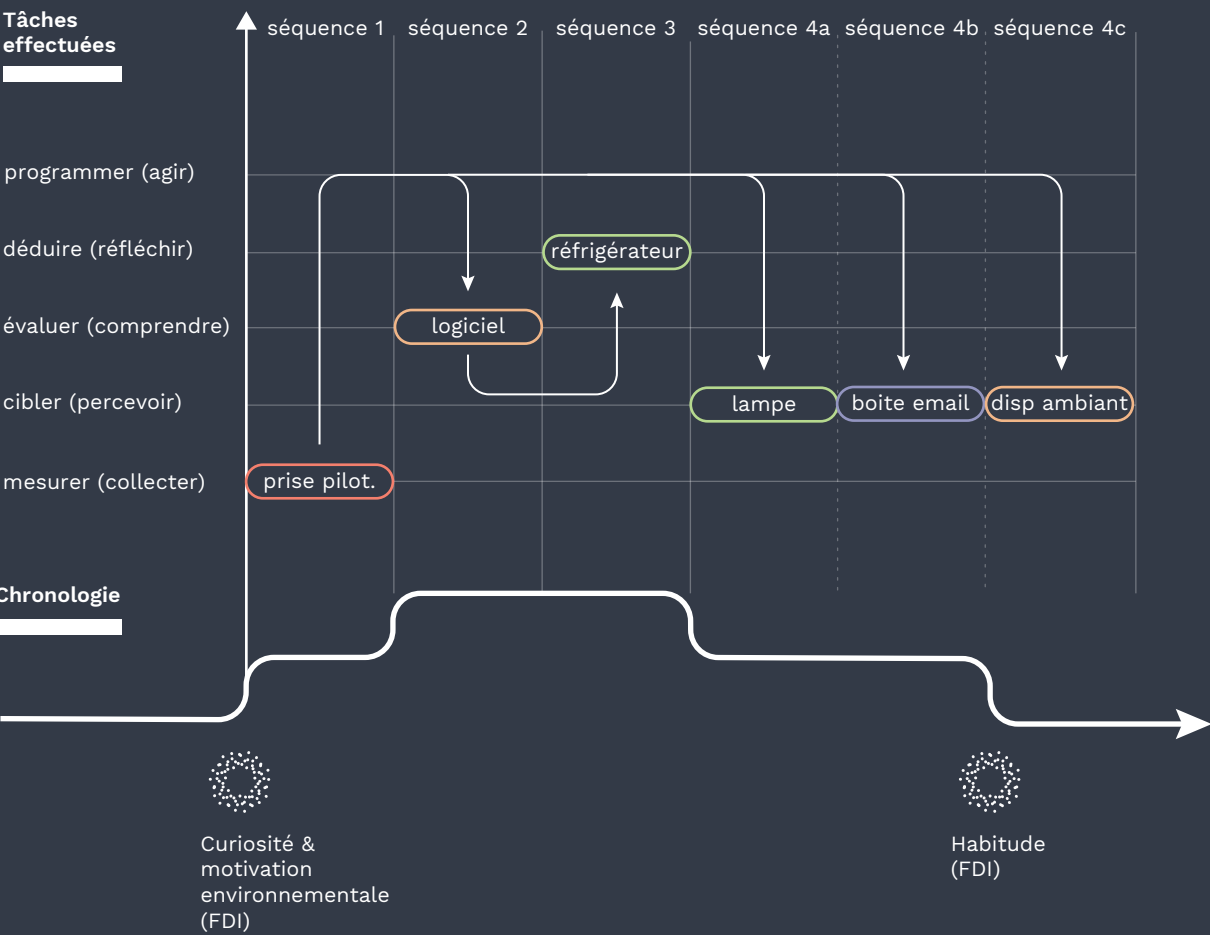 Tâches
effectuées
séquence 1
séquence 2
séquence 3
séquence 4a
séquence 4b
séquence 4c
programmer (agir)
déduire (réfléchir)
réfrigérateur
évaluer (comprendre)
logiciel
cibler (percevoir)
lampe
boite email
disp ambiant
mesurer (collecter)
prise pilot.
Chronologie
Curiosité &
motivation
environnementale
(FDI)
Habitude
(FDI)